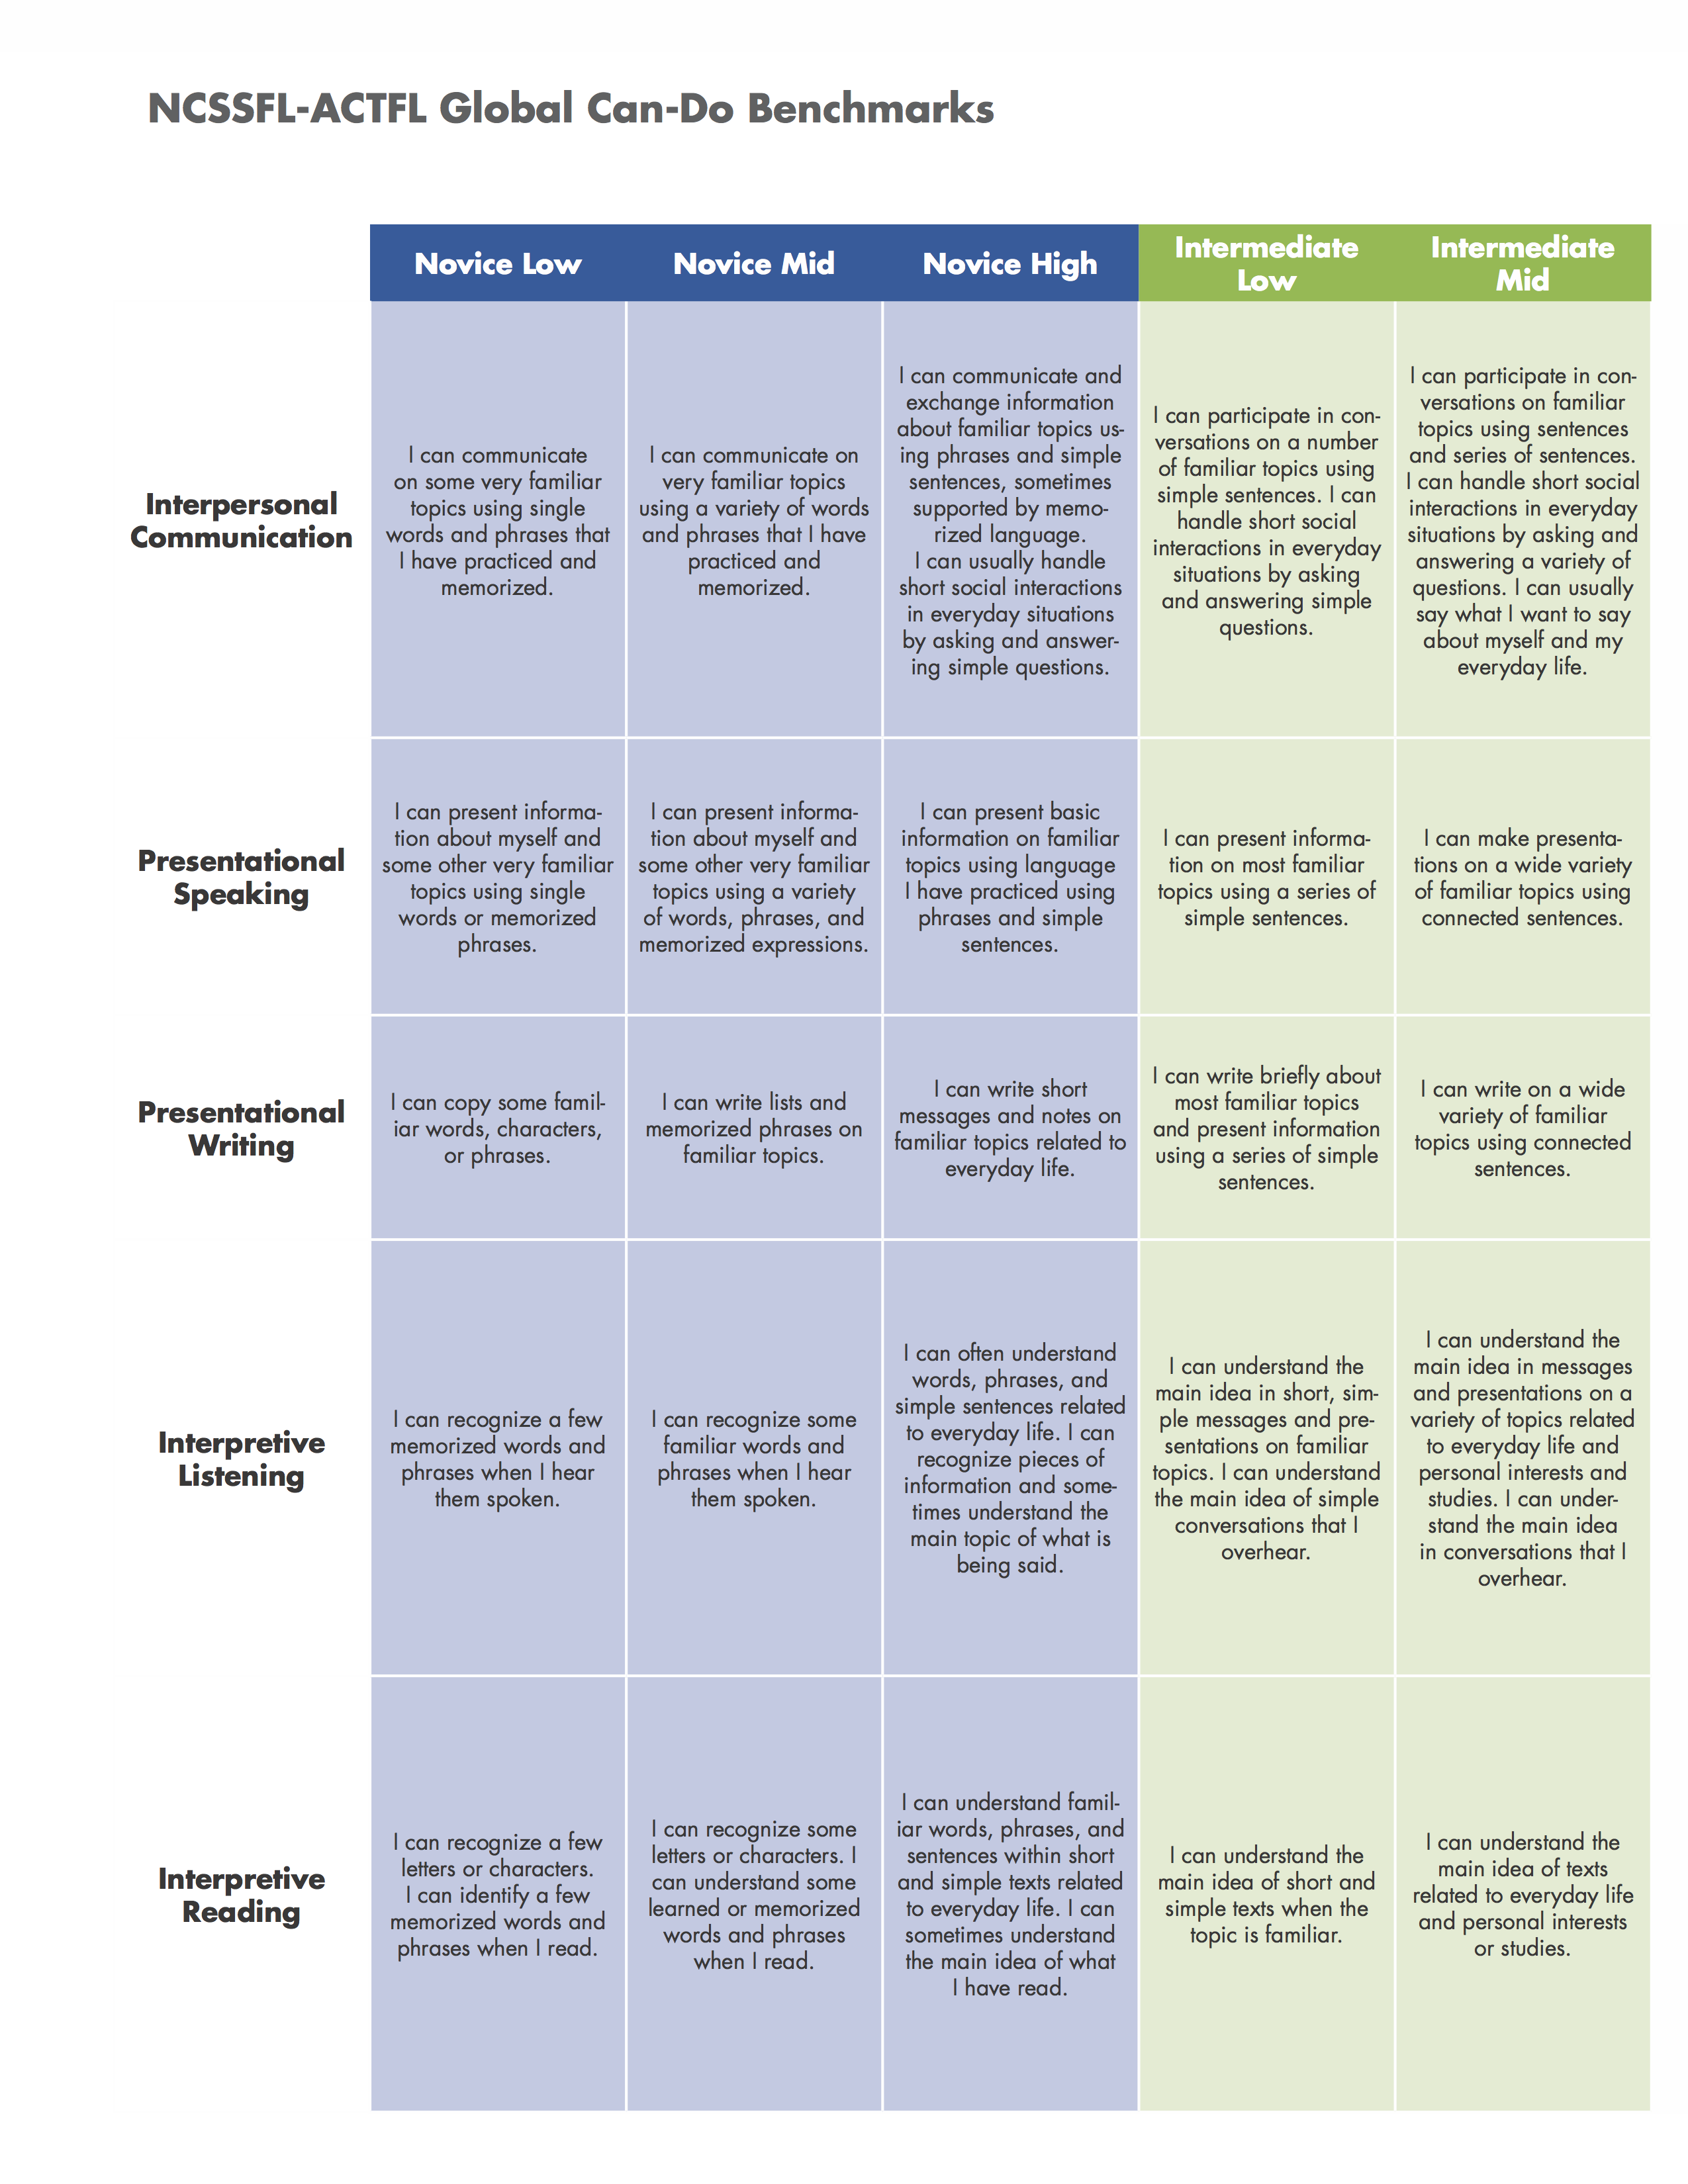 NCSSFL-ACTFL Global Can-Do Benchmarks
Novice Low
Novice Mid
Novice High
Intermediate
Low
Intermediate
Mid
Interpersonal
Communication
I can communicate
on some very familiar
topics using single
words and phrases that
I have practiced and
memorized.
I can communicate on
very familiar topics
using a variety of words
and phrases that I have
practiced and
memorized.
I can communicate and
exchange information
about familiar topics us-
ing phrases and simple
sentences, sometimes
supported by memo-
rized language.
I can usually handle
short social interactions
in everyday situations
by asking and answer-
ing simple questions.
I can participate in con-
versations on a number
of familiar topics using
simple sentences. I can
handle short social
interactions in everyday
situations by asking
and answering simple
questions.
I can participate in con-
versations on familiar
topics using sentences
and series of sentences.
I can handle short social
interactions in everyday
situations by asking and
answering a variety of
questions. I can usually
say what I want to say
about myself and my
everyday life.
Presentational
Speaking
I can present informa-
tion about myself and
some other very familiar
topics using single
words or memorized
phrases.
I can present informa-
tion about myself and
some other very familiar
topics using a variety
of words, phrases, and
memorized expressions.
I can present basic
information on familiar
topics using language
I have practiced using
phrases and simple
sentences.
I can present informa-
tion on most familiar
topics using a series of
simple sentences.
I can make presenta-
tions on a wide variety
of familiar topics using
connected sentences.
Presentational
Writing
I can copy some famil-
iar words, characters,
or phrases.
I can write lists and
memorized phrases on
familiar topics.
I can write short
messages and notes on
familiar topics related to
everyday life.
I can write briefly about
most familiar topics
and present information
using a series of simple
sentences.
I can write on a wide
variety of familiar
topics using connected
sentences.
Interpretive
Listening
I can recognize a few
memorized words and
phrases when I hear
them spoken.
I can recognize some
familiar words and
phrases when I hear
them spoken.
I can often understand
words, phrases, and
simple sentences related
to everyday life. I can
recognize pieces of
information and some-
times understand the
main topic of what is
being said.
I can understand the
main idea in short, sim-
ple messages and pre-
sentations on familiar
topics. I can understand
the main idea of simple
conversations that I
overhear.
I can understand the
main idea in messages
and presentations on a
variety of topics related
to everyday life and
personal interests and
studies. I can under-
stand the main idea
in conversations that I
overhear.
Interpretive
Reading
I can recognize a few
letters or characters.
I can identify a few
memorized words and
phrases when I read.
I can recognize some
letters or characters. I
can understand some
learned or memorized
words and phrases
when I read.
I can understand famil-
iar words, phrases, and
sentences within short
and simple texts related
to everyday life. I can
sometimes understand
the main idea of what
I have read.
I can understand the
main idea of short and
simple texts when the
topic is familiar.
I can understand the
main idea of texts
related to everyday life
and personal interests
or studies.